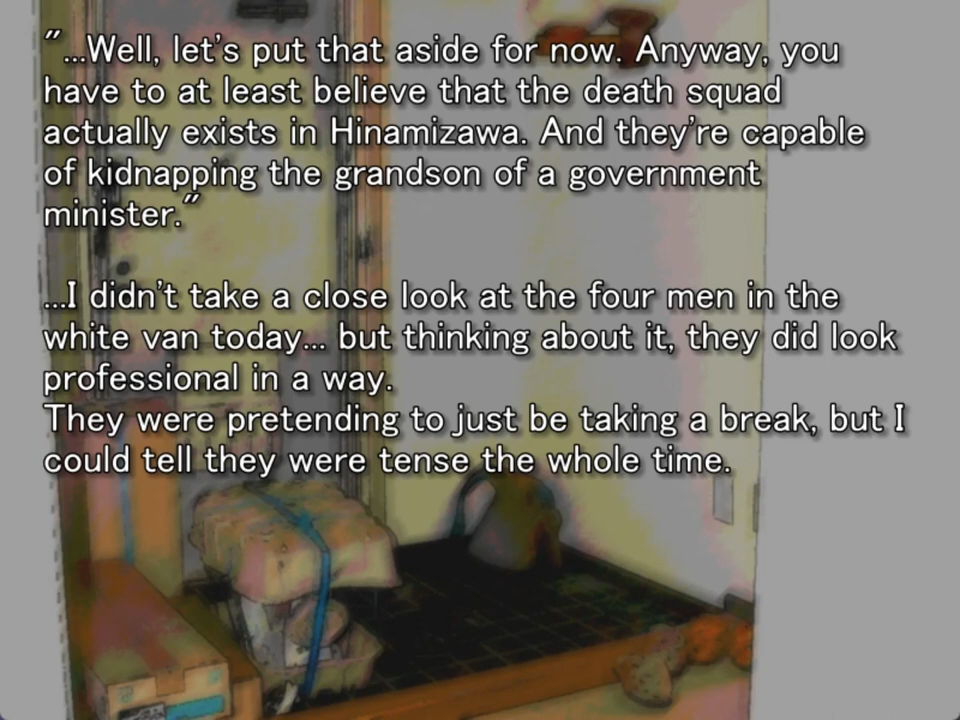 "...Well, let's put that aside for now. Anyway, you
have to at least believe that the death squad
actually exists in Hinamizawa. And they're capable
of kidnapping the grandson of a government
minister."
...I didn't take a close look at the four men in the
white van today... but thinking about it, they did look
professional in a way.
They were pretending to just be taking a break, but I
could tell they were tense the whole time.